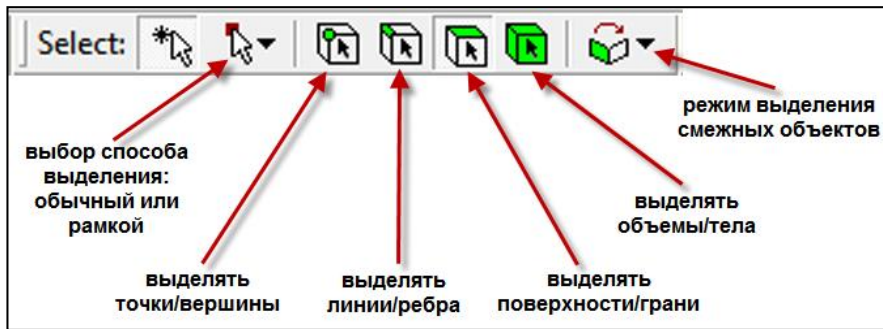 Select:
режим выделения
смежных объектов
выбор способа
выделения:
обычный или
рамкой
выделять
объемы/тела
выделять
точки/вершины
выделять
линии/ребра
выделять
поверхности/грани